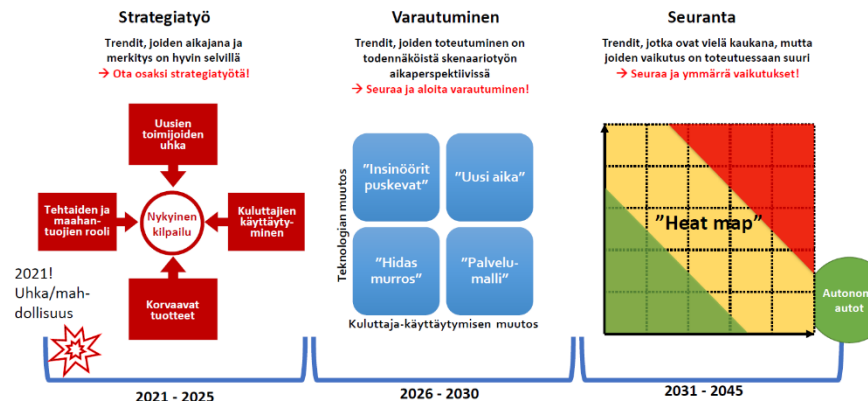 Strategiatyö
Trendit, joiden aikajana ja
merkitys on hyvin selvillä
→ Ota osaksi strategiatyötä!
Uusien
toimijoiden
uhka
Tehtaiden ja
maahan-
tuojien rooli
Nykyinen
kilpailu
Kuluttajien
käyttäyty-
minen
Korvaavat
tuotteet
2021!
Uhka/mah-
dollisuus
2021 - 2025
Varautuminen
Trendit, joiden toteutuminen on
todennäköistä skenaariotyön
aikaperspektiivissä
→ Seuraa ja aloita varautuminen!
Teknologian muutos
"Insinöörit
puskevat"
"Uusi aika"
"Hidas
murros"
"Palvelu-
malli"
Kuluttaja-käyttäytymisen muutos
2026 - 2030
Seuranta
Trendit, jotka ovat vielä kaukana, mutta
joiden vaikutus on toteutuessaan suuri
→ Seuraa ja ymmärrä vaikutukset!
"Heat map"
Autonon
autot
2031 - 2045